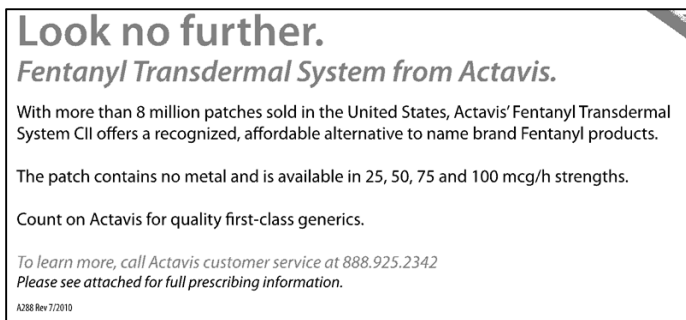 Look no further.
Fentanyl Transdermal System from Actavis.
With more than 8 million patches sold in the United States, Actavis' Fentanyl Transdermal
System CII offers a recognized, affordable alternative to name brand Fentanyl products.
The patch contains no metal and is available in 25, 50, 75 and 100 mcg/h strengths.
Count on Actavis for quality first-class generics.
To learn more, call Actavis customer service at 888.925.2342
Please see attached for full prescribing information.
A288 Rev 7/2010